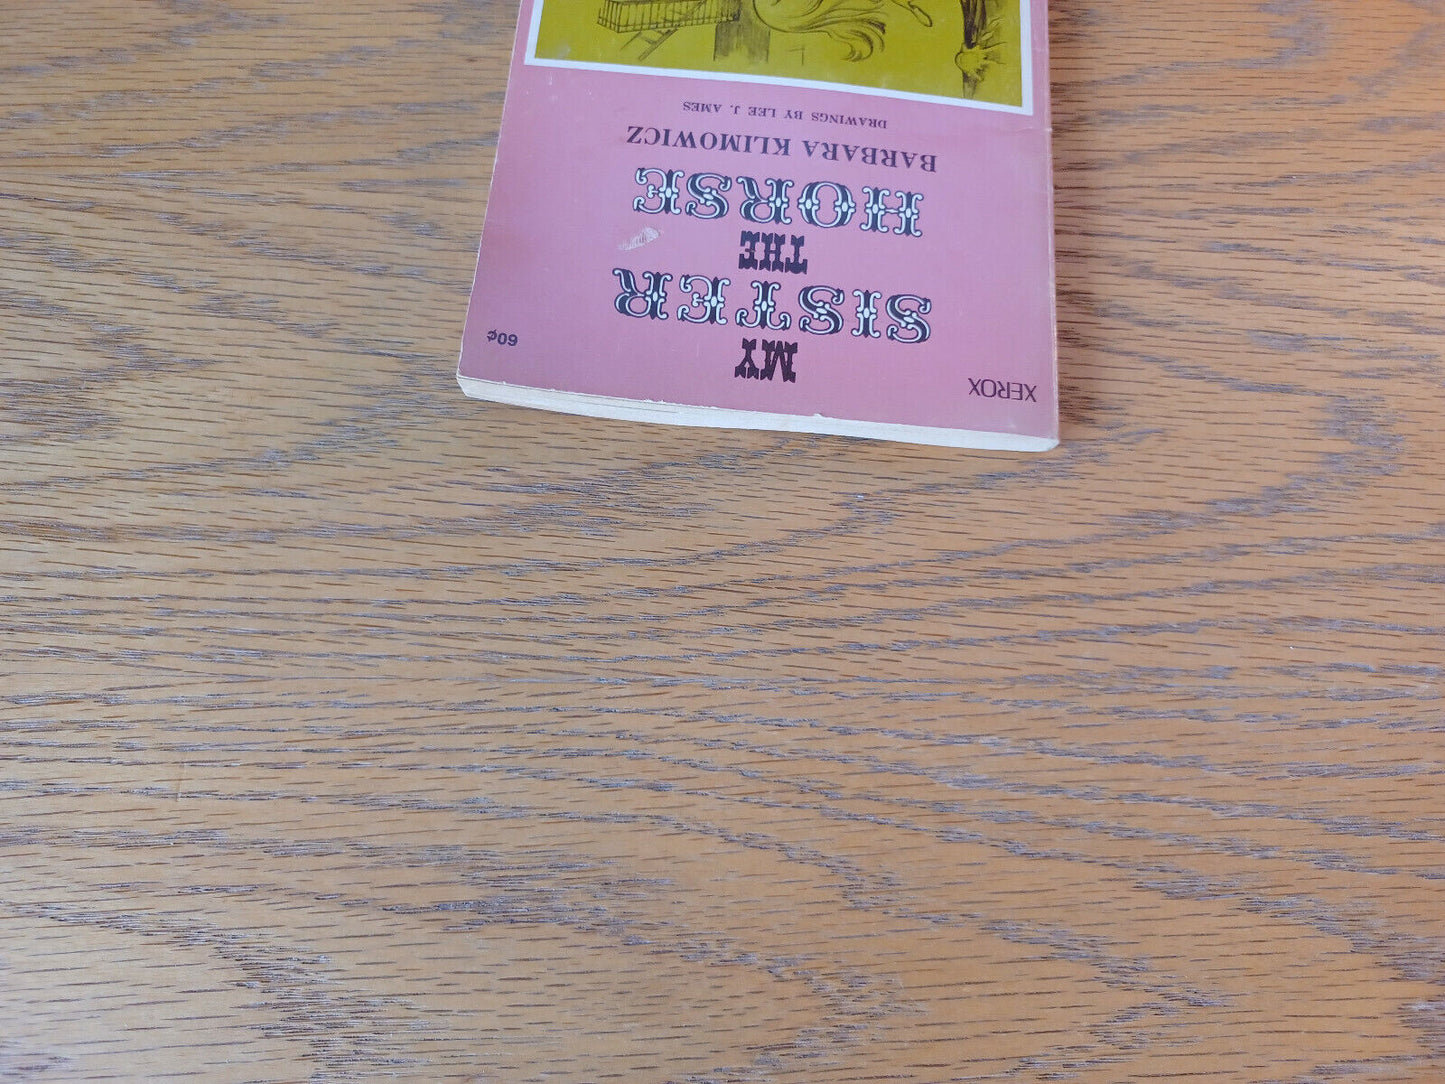 XEROX
60¢
MY
SISTER
THE
HORSE
BARBARA KLIMOWICZ
DRAWINGS BY LEE J. AMES